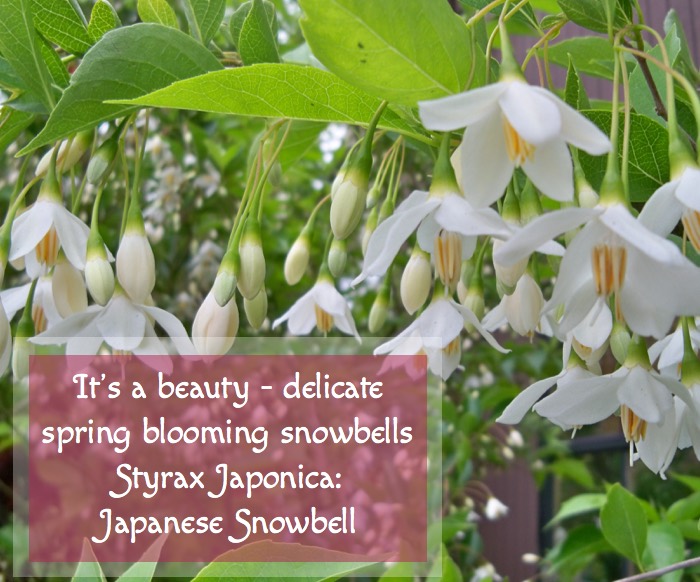 It's a beauty - delicate
spring blooming snowbells
Styrax Japonica:
Japanese Snowbell